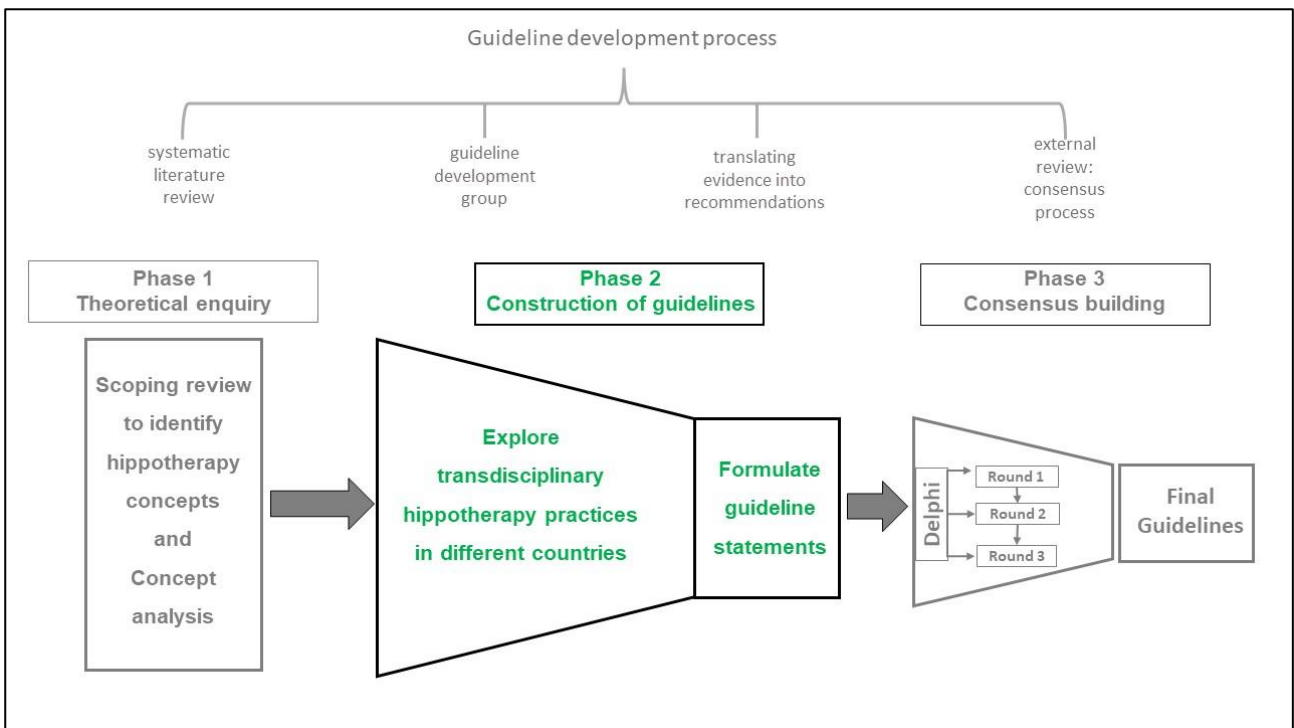 Guideline development process
systematic
literature
review
guideline
development
group
translating
evidence into
recommendations
external
review:
consensus
process
Phase 1
Theoretical enquiry
Phase 2
Construction of guidelines
Phase 3
Consensus building
Scoping review
to identify
hippotherapy
concepts
and
Concept
analysis
Explore
transdisciplinary
hippotherapy practices
in different countries
Formulate
guideline
statements
Delphi
Round 1
Round 2
Round 3
Final
Guidelines